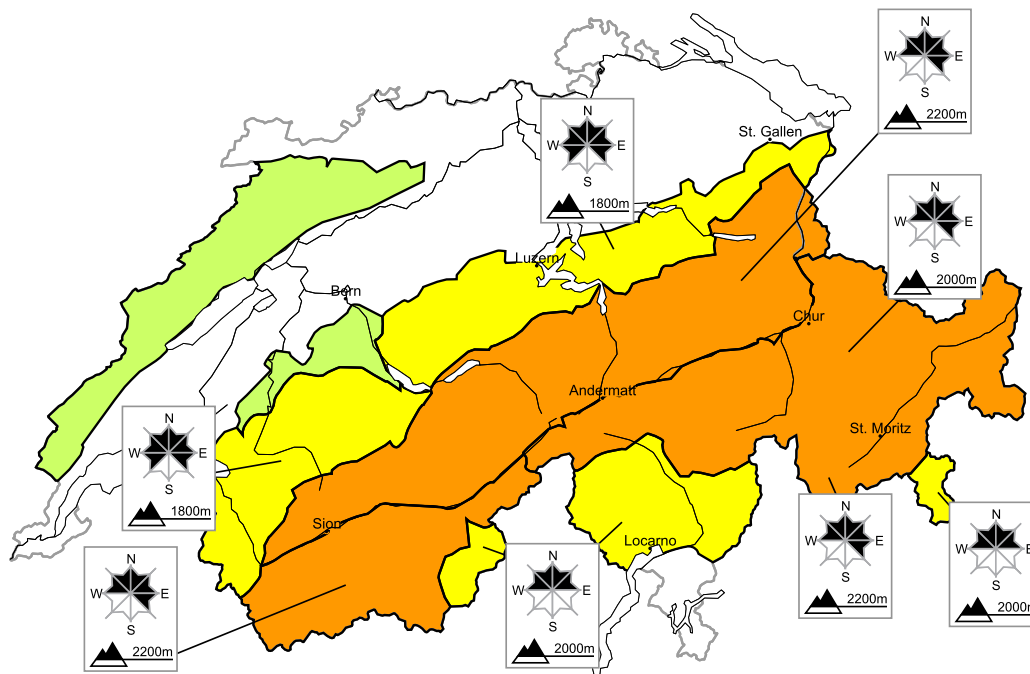 N
W E
S
2200m
N
W E
S
1800m
St. Gallen
N
W E
S
2000m
Luzern
Bern
Chur
Andermatt
N
W E
S
1800m
St. Moritz
N
W E
S
2200m
N
W E
S
2000m
Sion
Locarno
N
W E
S
2200m
N
W E
S
2000m